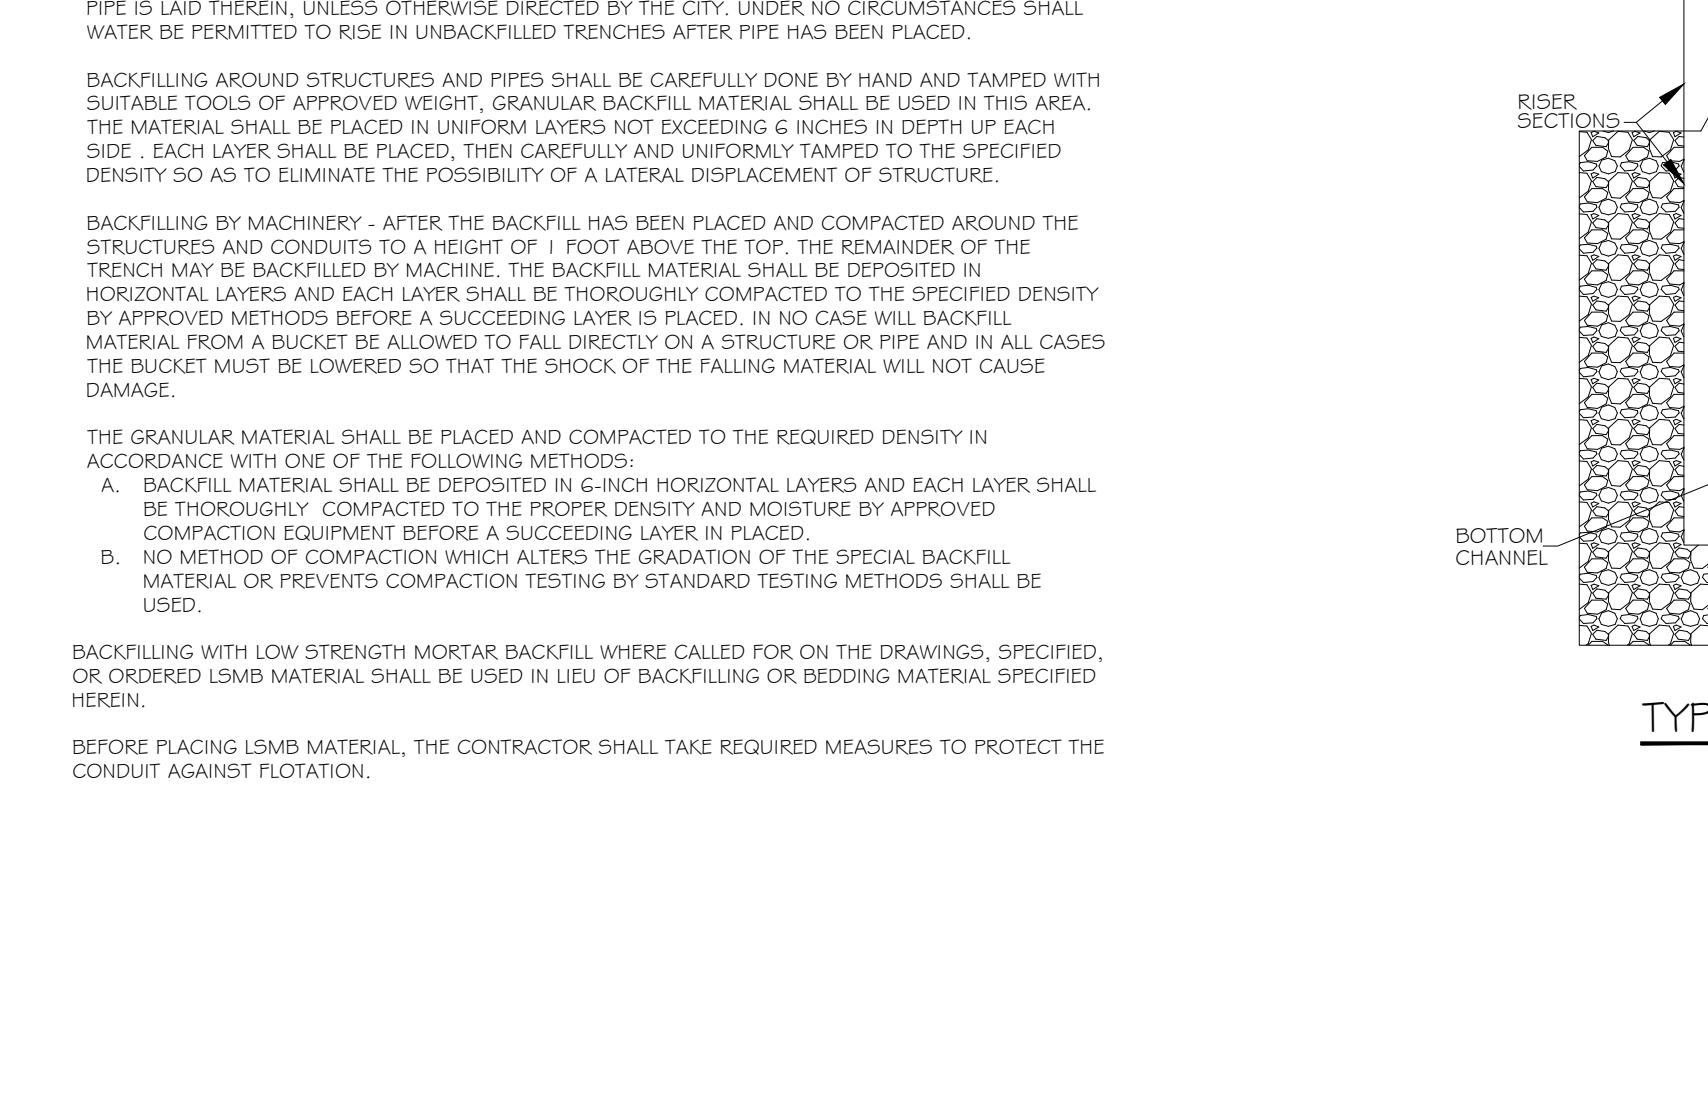 PIPE IS LAID THEREIN, UNLESS OTHERWISE DIRECTED BY THE CITY. UNDER NO CIRCUMSTANCES SHALL
WATER BE PERMITTED TO RISE IN UNBACKFILLED TRENCHES AFTER PIPE HAS BEEN PLACED.
BACKFILLING AROUND STRUCTURES AND PIPES SHALL BE CAREFULLY DONE BY HAND AND TAMPED WITH
SUITABLE TOOLS OF APPROVED WEIGHT, GRANULAR BACKFILL MATERIAL SHALL BE USED IN THIS AREA.
THE MATERIAL SHALL BE PLACED IN UNIFORM LAYERS NOT EXCEEDING 6 INCHES IN DEPTH UP EACH
SIDE . EACH LAYER SHALL BE PLACED, THEN CAREFULLY AND UNIFORMLY TAMPED TO THE SPECIFIED
DENSITY SO AS TO ELIMINATE THE POSSIBILITY OF A LATERAL DISPLACEMENT OF STRUCTURE.
BACKFILLING BY MACHINERY - AFTER THE BACKFILL HAS BEEN PLACED AND COMPACTED AROUND THE
STRUCTURES AND CONDUITS TO A HEIGHT OF 1 FOOT ABOVE THE TOP. THE REMAINDER OF THE
TRENCH MAY BE BACKFILLED BY MACHINE. THE BACKFILL MATERIAL SHALL BE DEPOSITED IN
HORIZONTAL LAYERS AND EACH LAYER SHALL BE THOROUGHLY COMPACTED TO THE SPECIFIED DENSITY
BY APPROVED METHODS BEFORE A SUCCEEDING LAYER IS PLACED. IN NO CASE WILL BACKFILL
MATERIAL FROM A BUCKET BE ALLOWED TO FALL DIRECTLY ON A STRUCTURE OR PIPE AND IN ALL CASES
THE BUCKET MUST BE LOWERED SO THAT THE SHOCK OF THE FALLING MATERIAL WILL NOT CAUSE
DAMAGE.
THE GRANULAR MATERIAL SHALL BE PLACED AND COMPACTED TO THE REQUIRED DENSITY IN
ACCORDANCE WITH ONE OF THE FOLLOWING METHODS:
A. BACKFILL MATERIAL SHALL BE DEPOSITED IN 6-INCH HORIZONTAL LAYERS AND EACH LAYER SHALL
BE THOROUGHLY COMPACTED TO THE PROPER DENSITY AND MOISTURE BY APPROVED
COMPACTION EQUIPMENT BEFORE A SUCCEEDING LAYER IN PLACED.
B. NO METHOD OF COMPACTION WHICH ALTERS THE GRADATION OF THE SPECIAL BACKFILL
MATERIAL OR PREVENTS COMPACTION TESTING BY STANDARD TESTING METHODS SHALL BE
USED.
BACKFILLING WITH LOW STRENGTH MORTAR BACKFILL WHERE CALLED FOR ON THE DRAWINGS, SPECIFIED,
OR ORDERED LSMB MATERIAL SHALL BE USED IN LIEU OF BACKFILLING OR BEDDING MATERIAL SPECIFIED
HEREIN.
BEFORE PLACING LSMB MATERIAL, THE CONTRACTOR SHALL TAKE REQUIRED MEASURES TO PROTECT THE
CONDUIT AGAINST FLOTATION.
RISER
SECTIONS
BOTTOM
CHANNEL
TYP